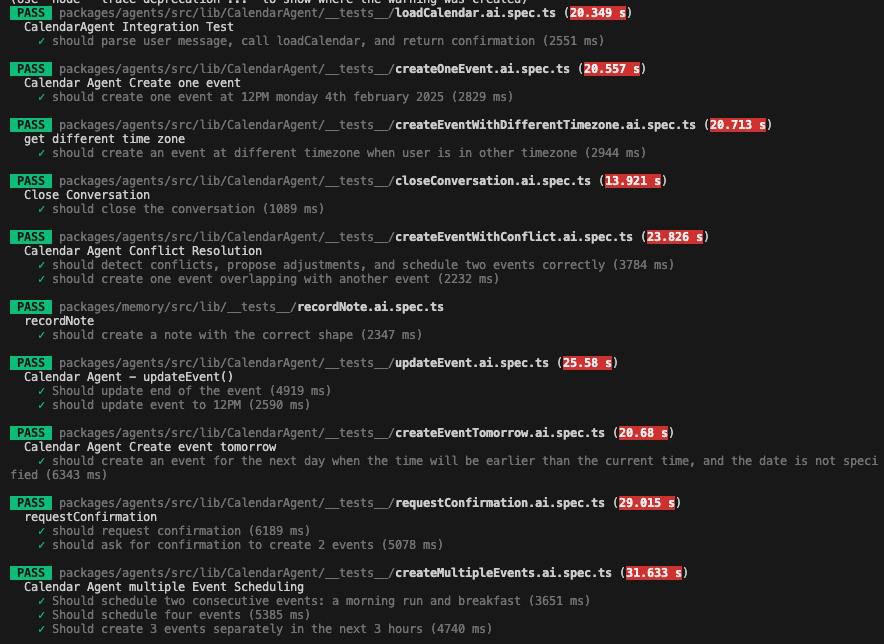 (Use `node --trace-deprecation ...` to show where the warning was created)
PASS packages/agents/src/lib/CalendarAgent/__tests__/loadCalendar.ai.spec.ts (20.349 s)
CalendarAgent Integration Test
✓ should parse user message, call loadCalendar, and return confirmation (2551 ms)
PASS packages/agents/src/lib/CalendarAgent/__tests__/createOneEvent.ai.spec.ts (20.557 s)
Calendar Agent Create one event
✓ should create one event at 12PM monday 4th february 2025 (2829 ms)
PASS packages/agents/src/lib/CalendarAgent/__tests__/createEventWithDifferentTimezone.ai.spec.ts (20.713 s)
get different time zone
✓ should create an event at different timezone when user is in other timezone (2944 ms)
PASS packages/agents/src/lib/CalendarAgent/__tests__/closeConversation.ai.spec.ts (13.921 s)
Close Conversation
✓ should close the conversation (1089 ms)
PASS packages/agents/src/lib/CalendarAgent/__tests__/createEventWithConflict.ai.spec.ts (23.826 s)
Calendar Agent Conflict Resolution
✓ should detect conflicts, propose adjustments, and schedule two events correctly (3784 ms)
✓ should create one event overlapping with another event (2232 ms)
PASS packages/memory/src/lib/__tests__/recordNote.ai.spec.ts
recordNote
✓ should create a note with the correct shape (2347 ms)
PASS packages/agents/src/lib/CalendarAgent/__tests__/updateEvent.ai.spec.ts (25.58 s)
Calendar Agent – updateEvent()
✓ Should update end of the event (4919 ms)
✓ should update event to 12PM (2590 ms)
PASS packages/agents/src/lib/CalendarAgent/__tests__/createEventTomorrow.ai.spec.ts (20.68 s)
Calendar Agent Create event tomorrow
✓ should create an event for the next day when the time will be earlier than the current time, and the date is not speci
fied (6343 ms)
PASS packages/agents/src/lib/CalendarAgent/__tests__/requestConfirmation.ai.spec.ts (29.015 s)
requestConfirmation
✓ should request confirmation (6189 ms)
✓ should ask for confirmation to create 2 events (5078 ms)
PASS packages/agents/src/lib/CalendarAgent/__tests__/createMultipleEvents.ai.spec.ts (31.633 s)
Calendar Agent multiple Event Scheduling
✓ Should schedule two consecutive events: a morning run and breakfast (3651 ms)
✓ Should schedule four events (5385 ms)
✓ Should create 3 events separately in the next 3 hours (4740 ms)